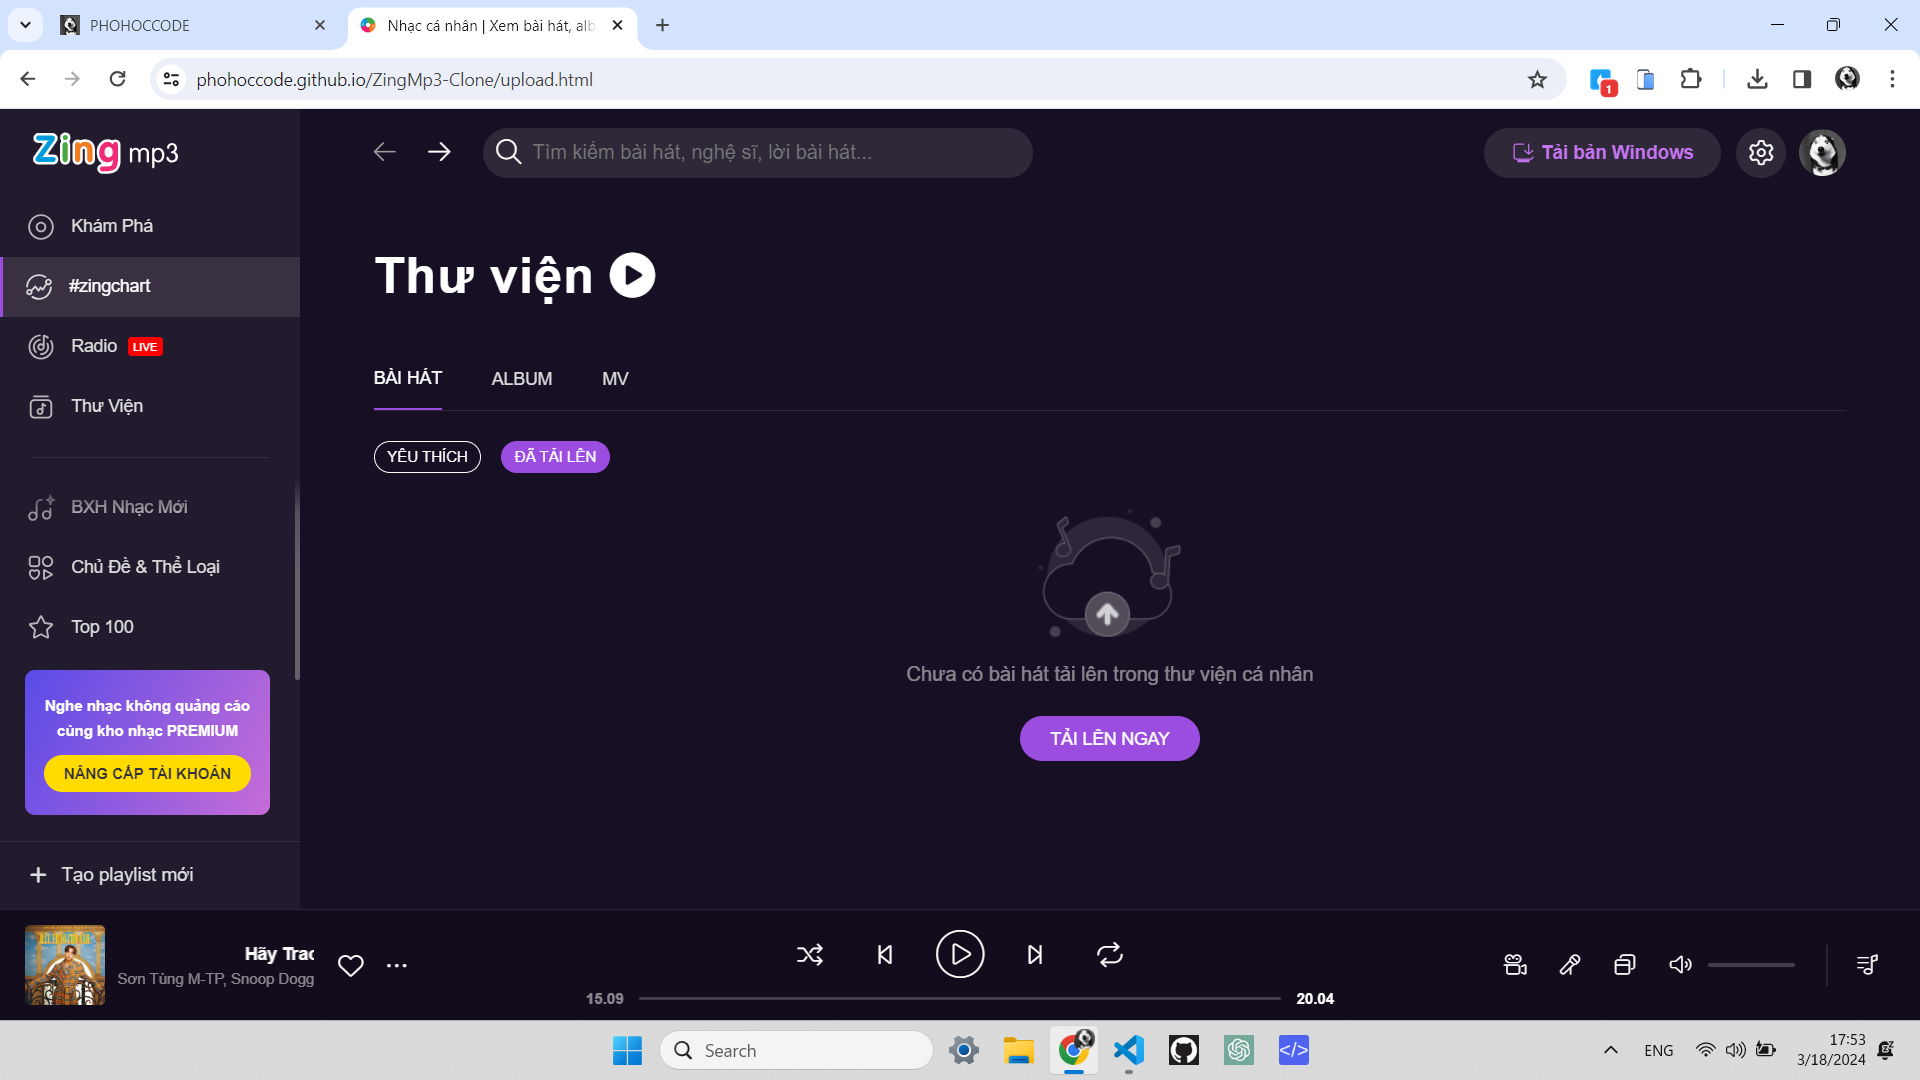 PHOHOCCODE
Nhạc cá nhân | Xem bài hát, alb
phohoccode.github.io/ZingMp3-Clone/upload.html
1
Zing mp3
Tìm kiếm bài hát, nghệ sĩ, lời bài hát...
Tải bản Windows
Khám Phá
#zingchart
Radio LIVE
Thư Viện
BXH Nhạc Mới
Chủ Đề & Thể Loại
Top 100
Nghe nhạc không quảng cáo
cùng kho nhạc PREMIUM
NÂNG CẤP TÀI KHOẢN
Tạo playlist mới
Thư viện
BÀI HÁT ALBUM MV
YÊU THÍCH ĐÃ TẢI LÊN
Chưa có bài hát tải lên trong thư viện cá nhân
TẢI LÊN NGAY
Hãy Trao
Sơn Tùng M-TP, Snoop Dogg
15.09
20.04
Search
ENG
17:53
3/18/2024